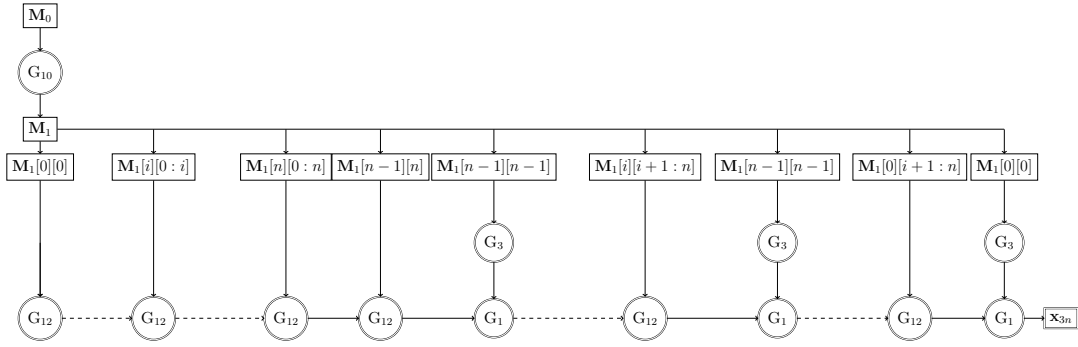 M₀
G₁₀
M₁
M₁[0][0] M₁[i][0 : i] M₁[n][0 : n] M₁[n − 1][n] M₁[n − 1][n − 1] M₁[i][i + 1 : n] M₁[n − 1][n − 1] M₁[0][i + 1 : n] M₁[0][0]
G₃ G₃ G₃
G₁₂ G₁₂ G₁₂ G₁₂ G₁ G₁₂ G₁ G₁₂ G₁ x₃ₙ